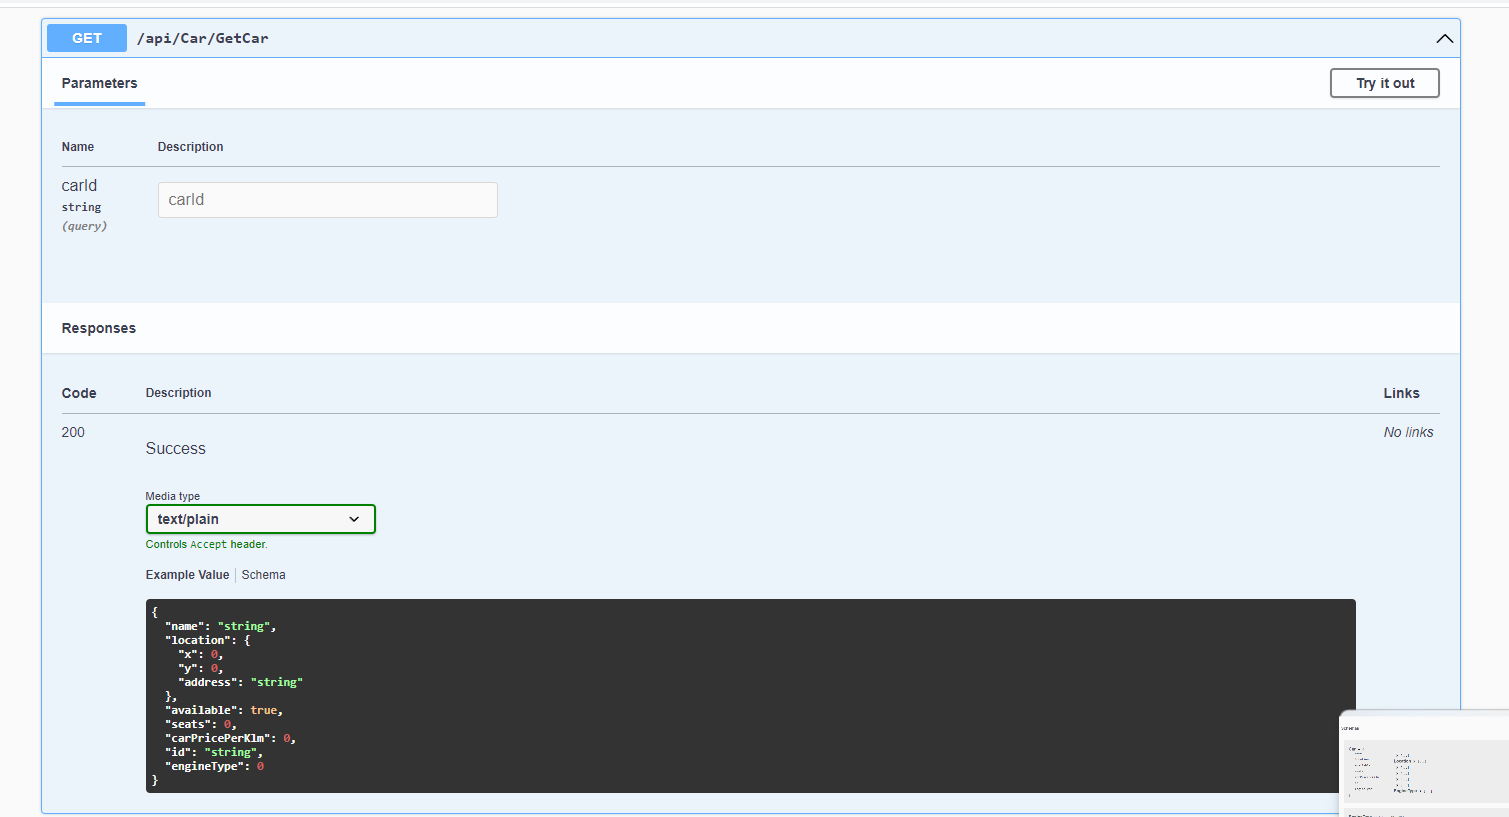 GET /api/Car/GetCar
Parameters
Try it out
Name Description
carId
string
(query)
carId
Responses
Code Description Links
200 No links
Success
Media type
text/plain
Controls Accept header.
Example Value Schema
{
"name": "string",
"location": {
"x": 0,
"y": 0,
"address": "string"
},
"available": true,
"seats": 0,
"carPricePerKlm": 0,
"id": "string",
"engineType": 0
}
Schemas